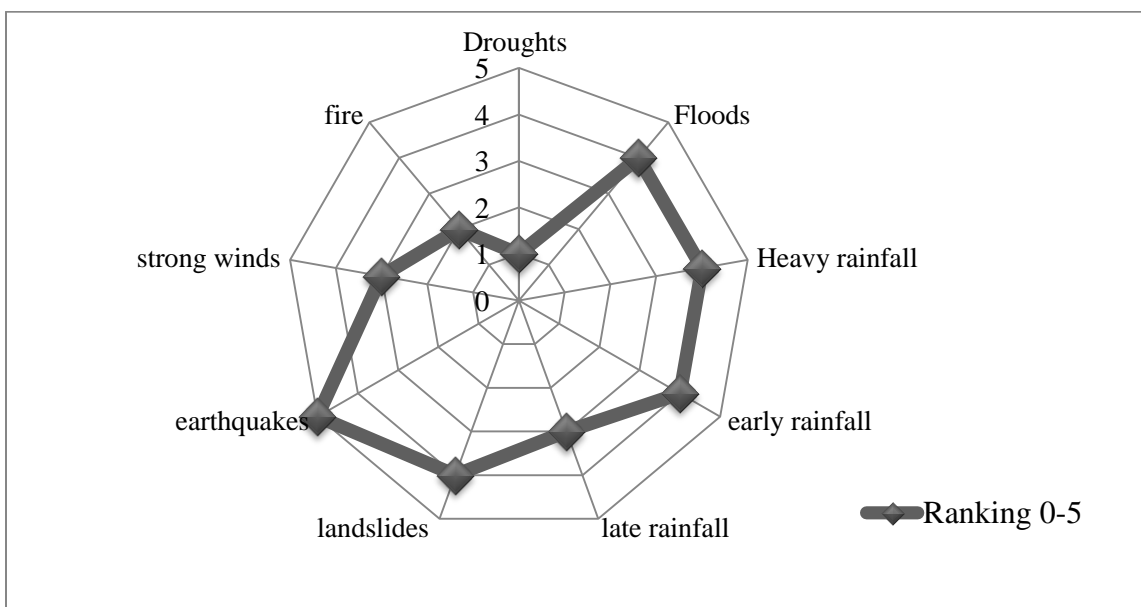 Droughts
5
4
3
2
1
0
Floods
Heavy rainfall
early rainfall
late rainfall
landslides
earthquakes
strong winds
fire
Ranking 0-5